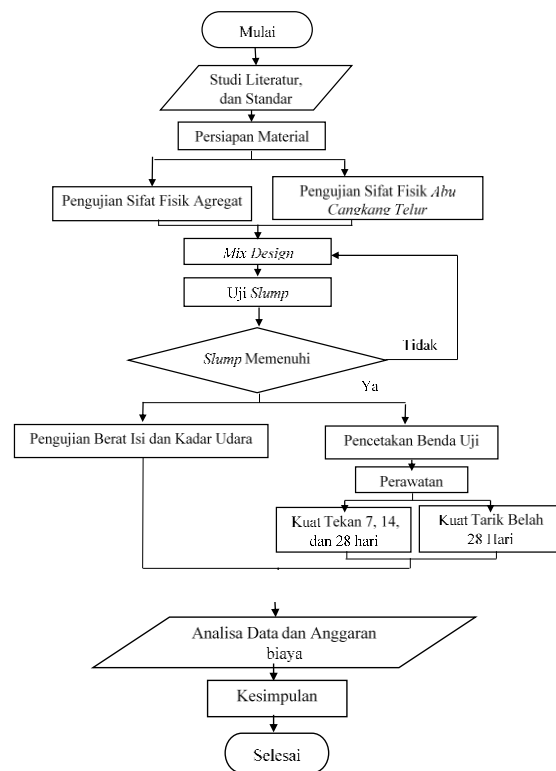 Mulai
Studi Literatur,
dan Standar
Persiapan Material
Pengujian Sifat Fisik Agregat
Pengujian Sifat Fisik Abu
Cangkang Telur
Mix Design
Uji Slump
Slump Memenuhi
Tidak
Ya
Pengujian Berat Isi dan Kadar Udara
Pencetakan Benda Uji
Perawatan
Kuat Tekan 7, 14,
dan 28 hari
Kuat Tarik Belah
28 Hari
Analisa Data dan Anggaran
biaya
Kesimpulan
Selesai